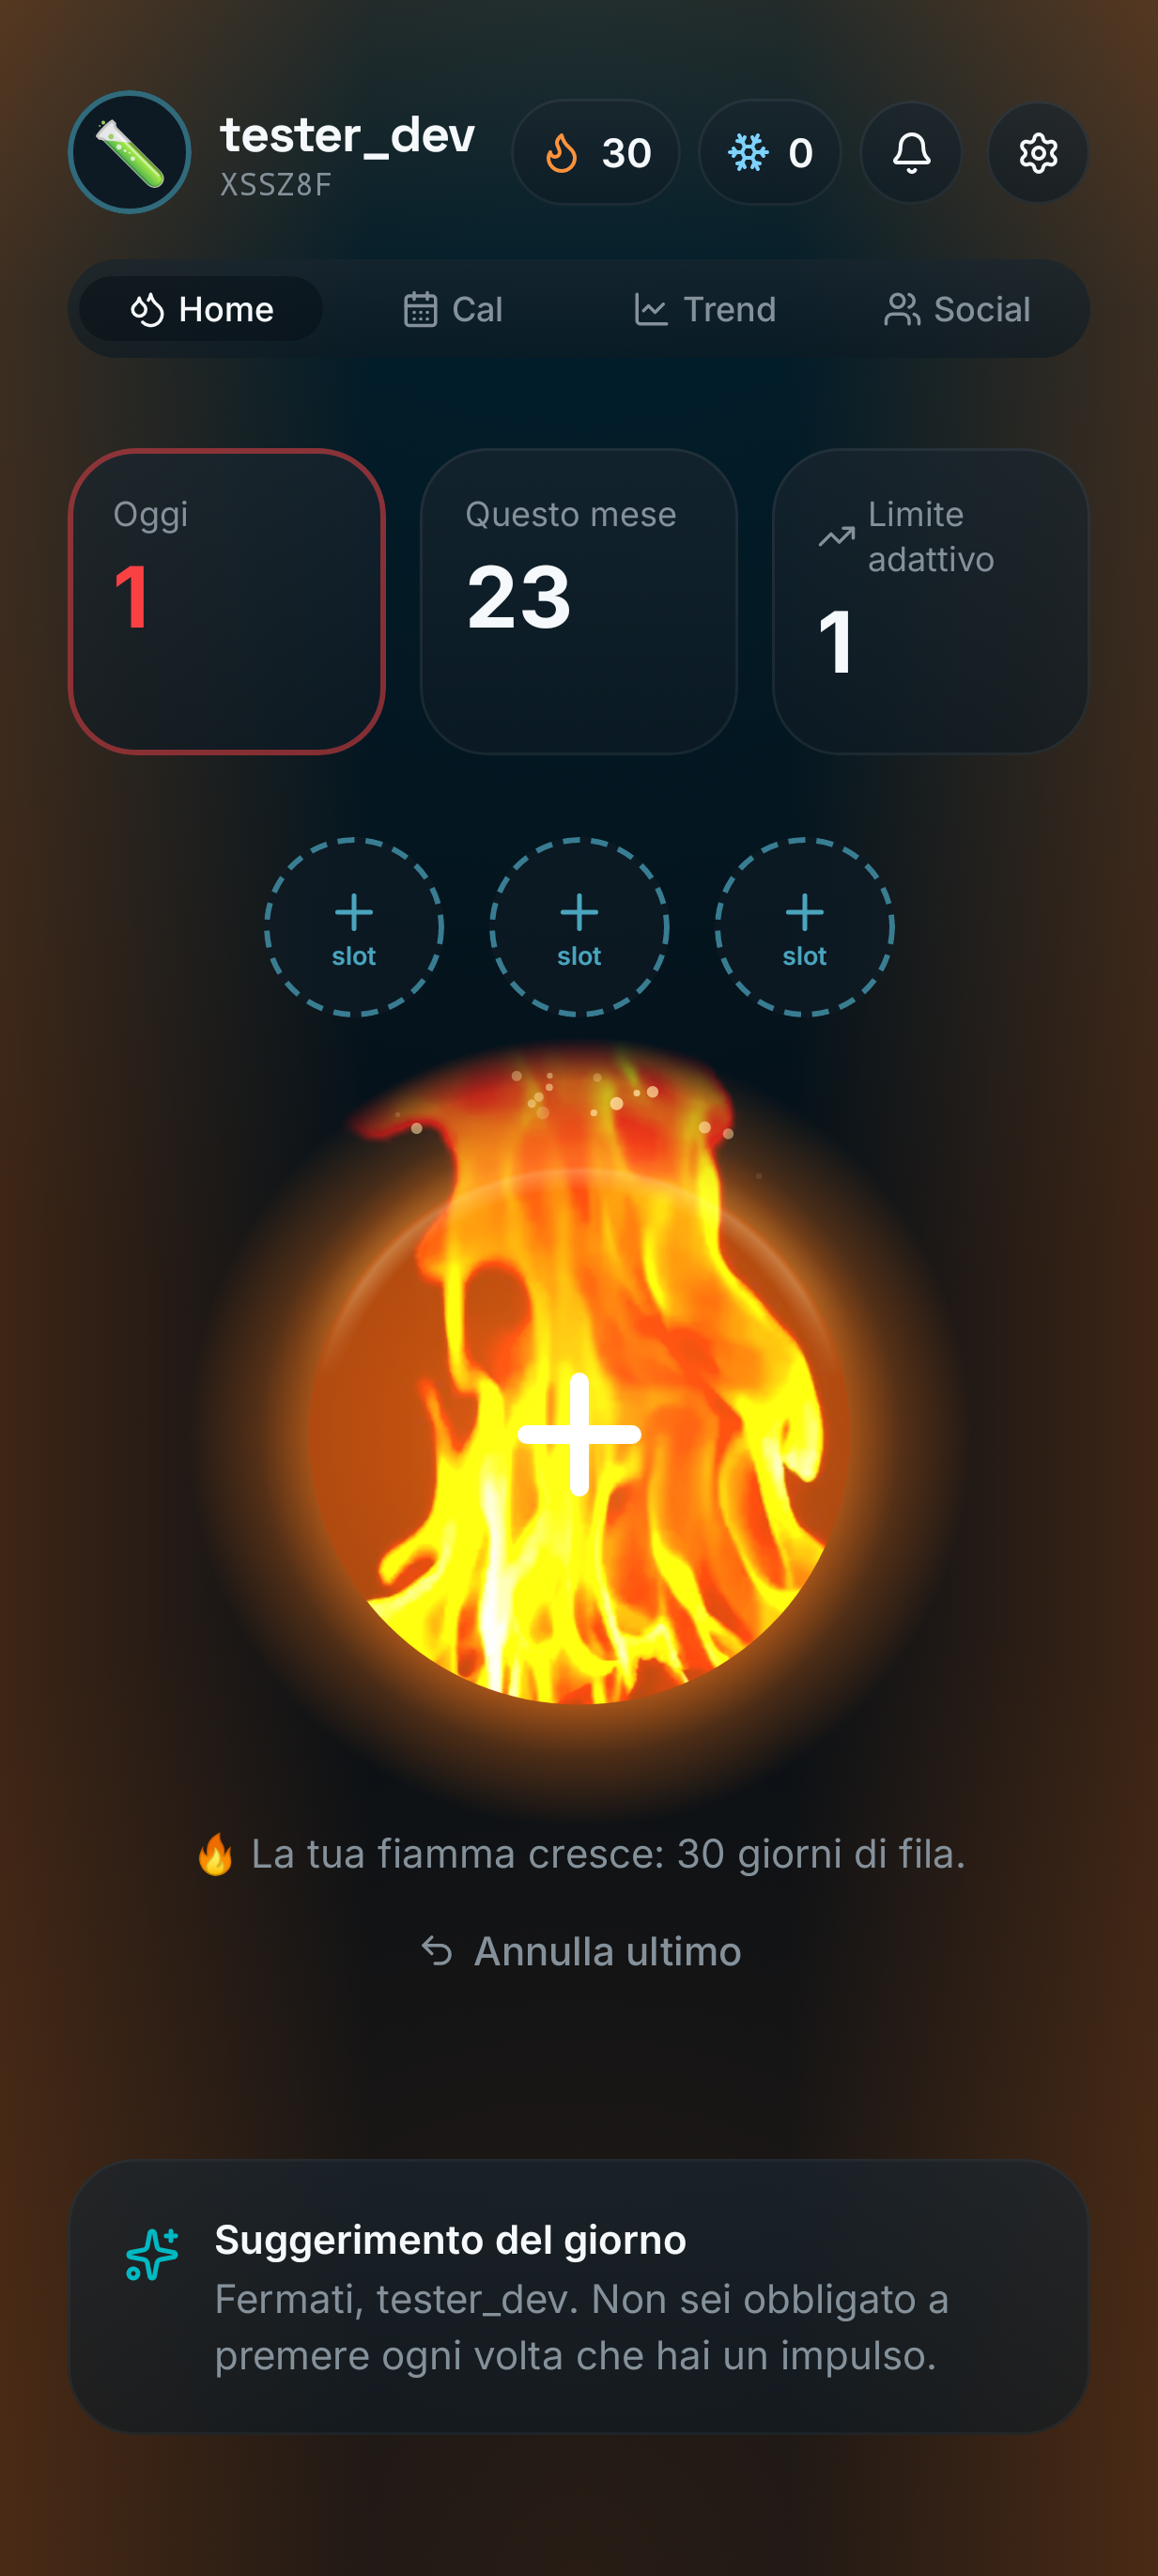 tester_dev
XSSZ8F
30
0
Home
Cal
Trend
Social
Oggi
1
Questo mese
23
Limite
adattivo
1
slot
slot
slot
🔥 La tua fiamma cresce: 30 giorni di fila.
Annulla ultimo
Suggerimento del giorno
Fermati, tester_dev. Non sei obbligato a
premere ogni volta che hai un impulso.